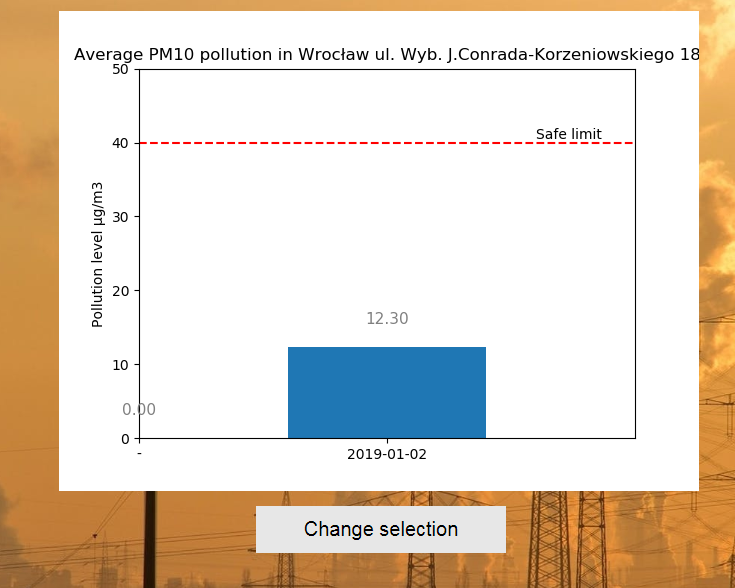 Average PM10 pollution in Wrocław ul. Wyb. J.Conrada-Korzeniowskiego 18
50
Safe limit
40
Pollution level μg/m3
30
20
12.30
10
0.00
0
-
2019-01-02
Change selection